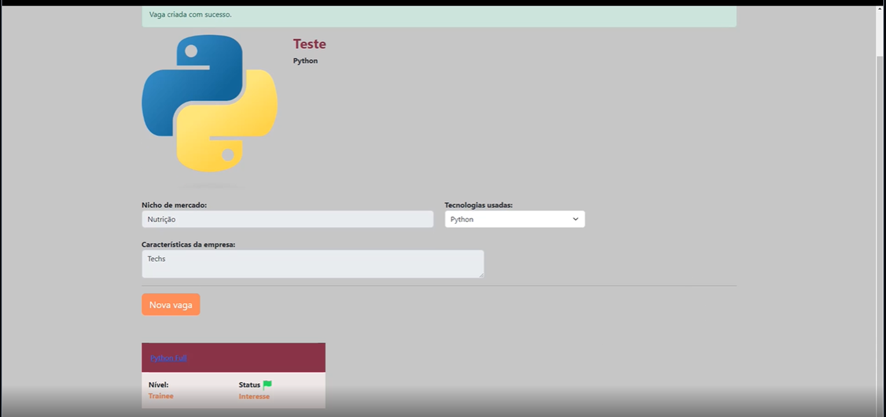 Vaga criada com sucesso.
Teste
Python
Nicho de mercado:
Tecnologias usadas:
Nutrição
Python
Características da empresa:
Techs
Nova vaga
Python Full
Nível:
Status
Trainee
Interesse